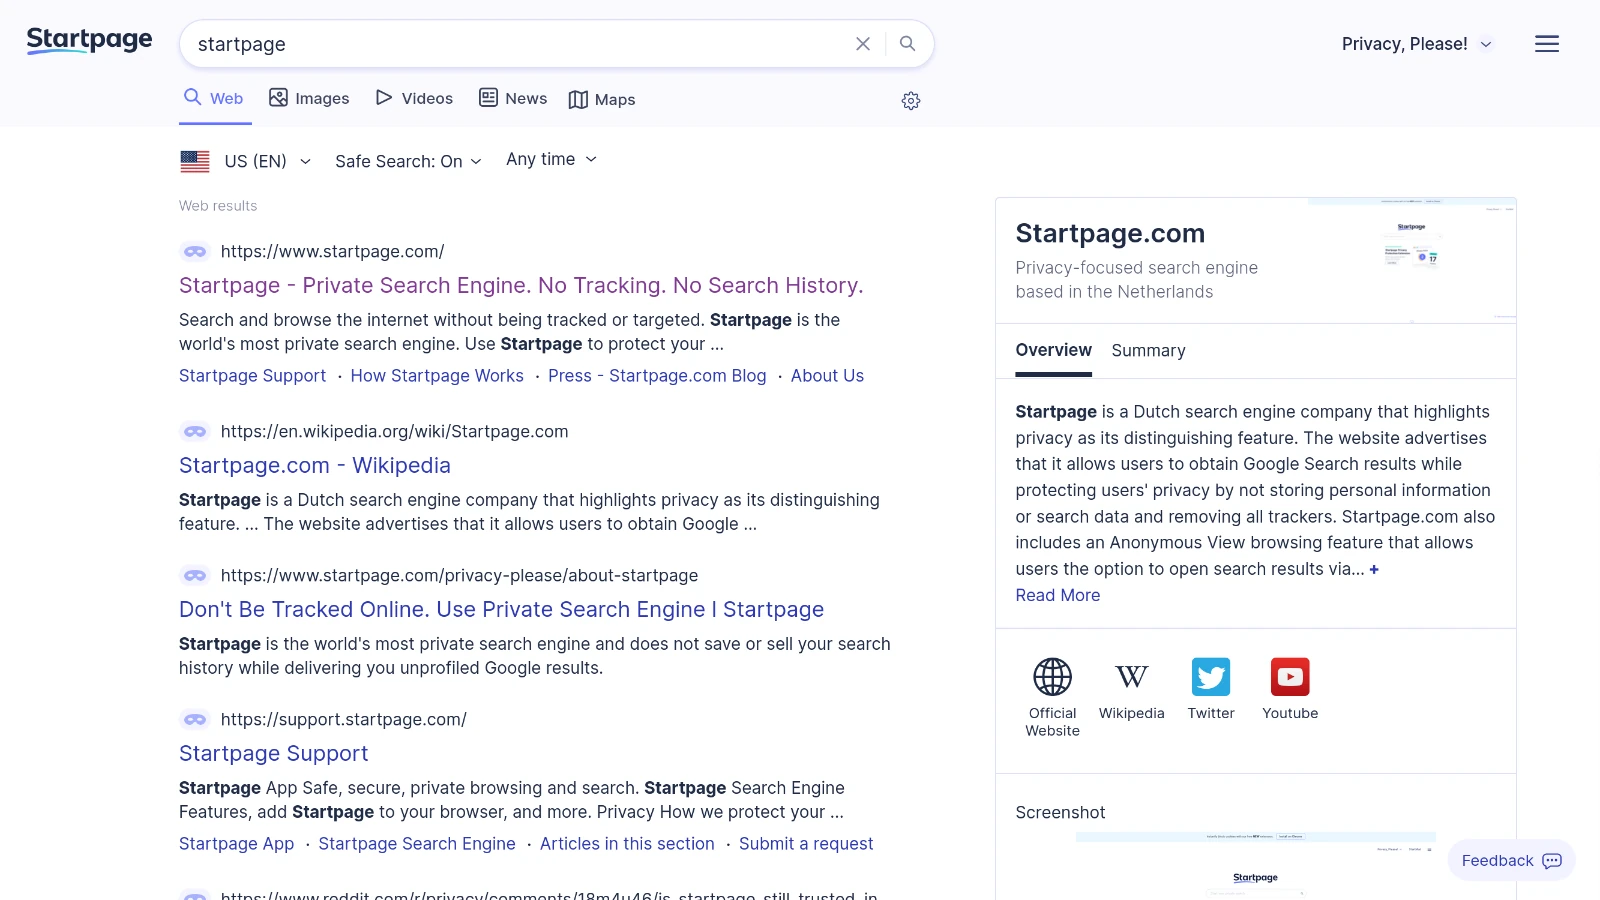 Startpage
startpage
Privacy, Please!
Web
Images
Videos
News
Maps
US (EN)
Safe Search: On
Any time
Web results
https://www.startpage.com/
Startpage - Private Search Engine. No Tracking. No Search History.
Search and browse the internet without being tracked or targeted. Startpage is the
world's most private search engine. Use Startpage to protect your ...
Startpage Support · How Startpage Works · Press - Startpage.com Blog · About Us
https://en.wikipedia.org/wiki/Startpage.com
Startpage.com - Wikipedia
Startpage is a Dutch search engine company that highlights privacy as its distinguishing
feature. ... The website advertises that it allows users to obtain Google ...
https://www.startpage.com/privacy-please/about-startpage
Don't Be Tracked Online. Use Private Search Engine I Startpage
Startpage is the world's most private search engine and does not save or sell your search
history while delivering you unprofiled Google results.
https://support.startpage.com/
Startpage Support
Startpage App Safe, secure, private browsing and search. Startpage Search Engine
Features, add Startpage to your browser, and more. Privacy How we protect your ...
Startpage App · Startpage Search Engine · Articles in this section · Submit a request
https://www.reddit.com/r/privacy/comments/18m4u46/is_startpage_still_trusted_in
Startpage.com
Privacy-focused search engine
based in the Netherlands
Startpage
17
Overview
Summary
Startpage is a Dutch search engine company that highlights
privacy as its distinguishing feature. The website advertises
that it allows users to obtain Google Search results while
protecting users' privacy by not storing personal information
or search data and removing all trackers. Startpage.com also
includes an Anonymous View browsing feature that allows
users the option to open search results via... +
Read More
Official
Website
Wikipedia
Twitter
Youtube
Screenshot
Startpage
Feedback